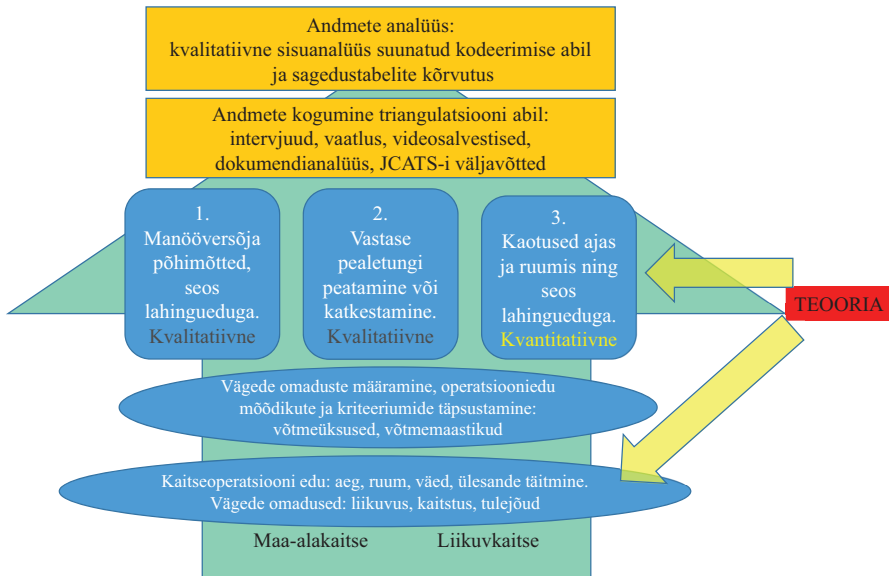 Andmete analüüs:
kvalitatiivne sisuanalüüs suunatud kodeerimise abil
ja sagedustabelite kõrvutus
Andmete kogumine triangulatsiooni abil:
intervjuud, vaatlus, videosalvestised,
dokumendianalüüs, JCATS-i väljavõtted
1.
Manööversõja
põhimõtted,
seos
lahingueduga.
Kvalitatiivne
2.
Vastase
pealetungi
peatamine või
katkestamine.
Kvalitatiivne
3.
Kaotused ajas
ja ruumis ning
seos
lahingueduga.
Kvantitatiivne
TEOORIA
Vägede omaduste määramine, operatsiooniedu
mõõdikute ja kriteeriumide täpsustamine:
võtmeüksused, võtmemaastikud
Kaitseoperatsiooni edu: aeg, ruum, väed, ülesande täitmine.
Vägede omadused: liikuvus, kaitstus, tulejõud
Maa-alakaitse
Liikuvkaitse